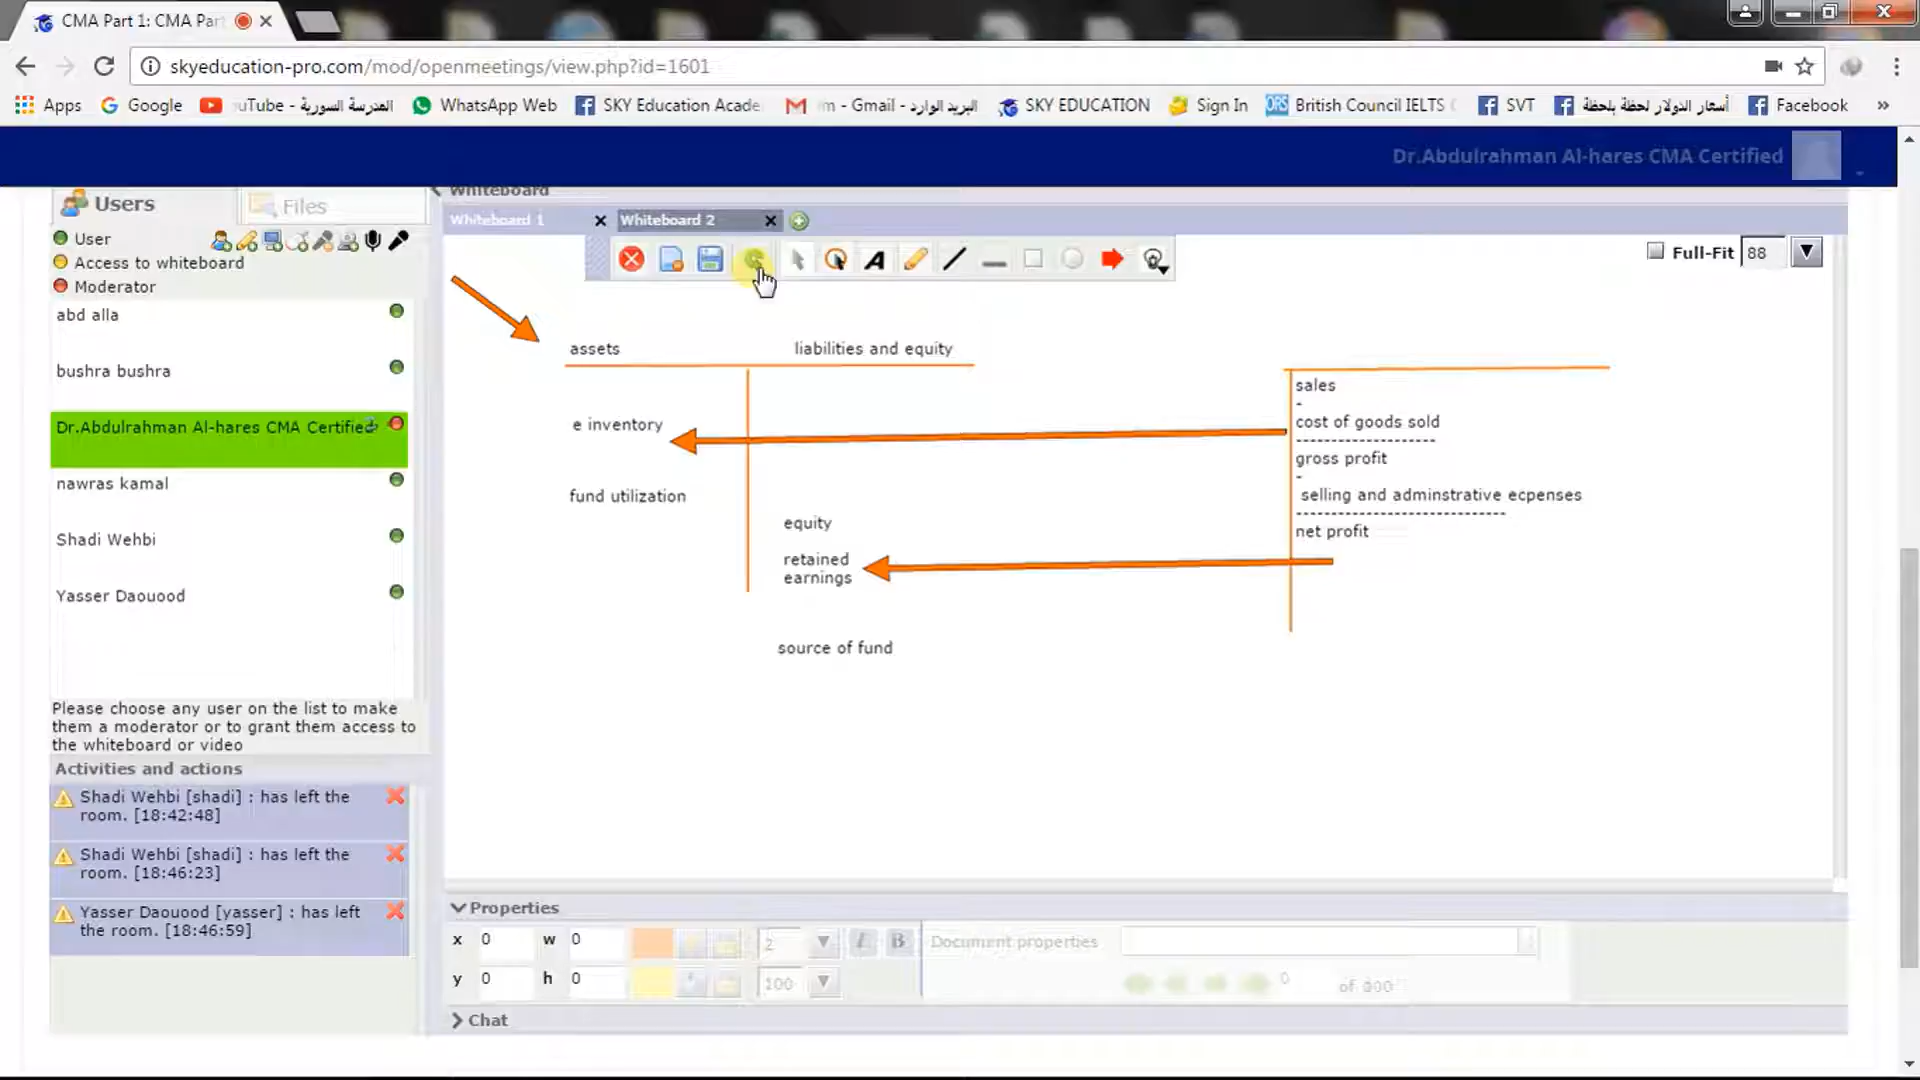 CMA Part 1: CMA Par
skyeducation-pro.com/mod/openmeetings/view.php?id=1601
Apps
Google
uTube - المدرسة السورية
WhatsApp Web
SKY Education Acade
m - Gmail - البريد الوارد
SKY EDUCATION
Sign In
British Council IELTS
SVT
أسعار الدولار لحظة بلحظة
Facebook
»
Dr.Abdulrahman Al-hares CMA Certified
Users
Files
User
Access to whiteboard
Moderator
abd alla
bushra bushra
Dr.Abdulrahman Al-hares CMA Certified
nawras kamal
Shadi Wehbi
Yasser Daouood
Please choose any user on the list to make
them a moderator or to grant them access to
the whiteboard or video
Activities and actions
Shadi Wehbi [shadi] : has left the
room. [18:42:48]
Shadi Wehbi [shadi] : has left the
room. [18:46:23]
Yasser Daouood [yasser] : has left
the room. [18:46:59]
Whiteboard
Whiteboard 1
Whiteboard 2
Full-Fit 88
assets
liabilities and equity
e inventory
fund utilization
equity
retained
earnings
source of fund
sales
-
cost of goods sold
--------------------
gross profit
-
selling and adminstrative ecpenses
------------------------------
net profit
Properties
x 0 w 0
2
B
Document properties
y 0 h 0
100
0
of
Chat